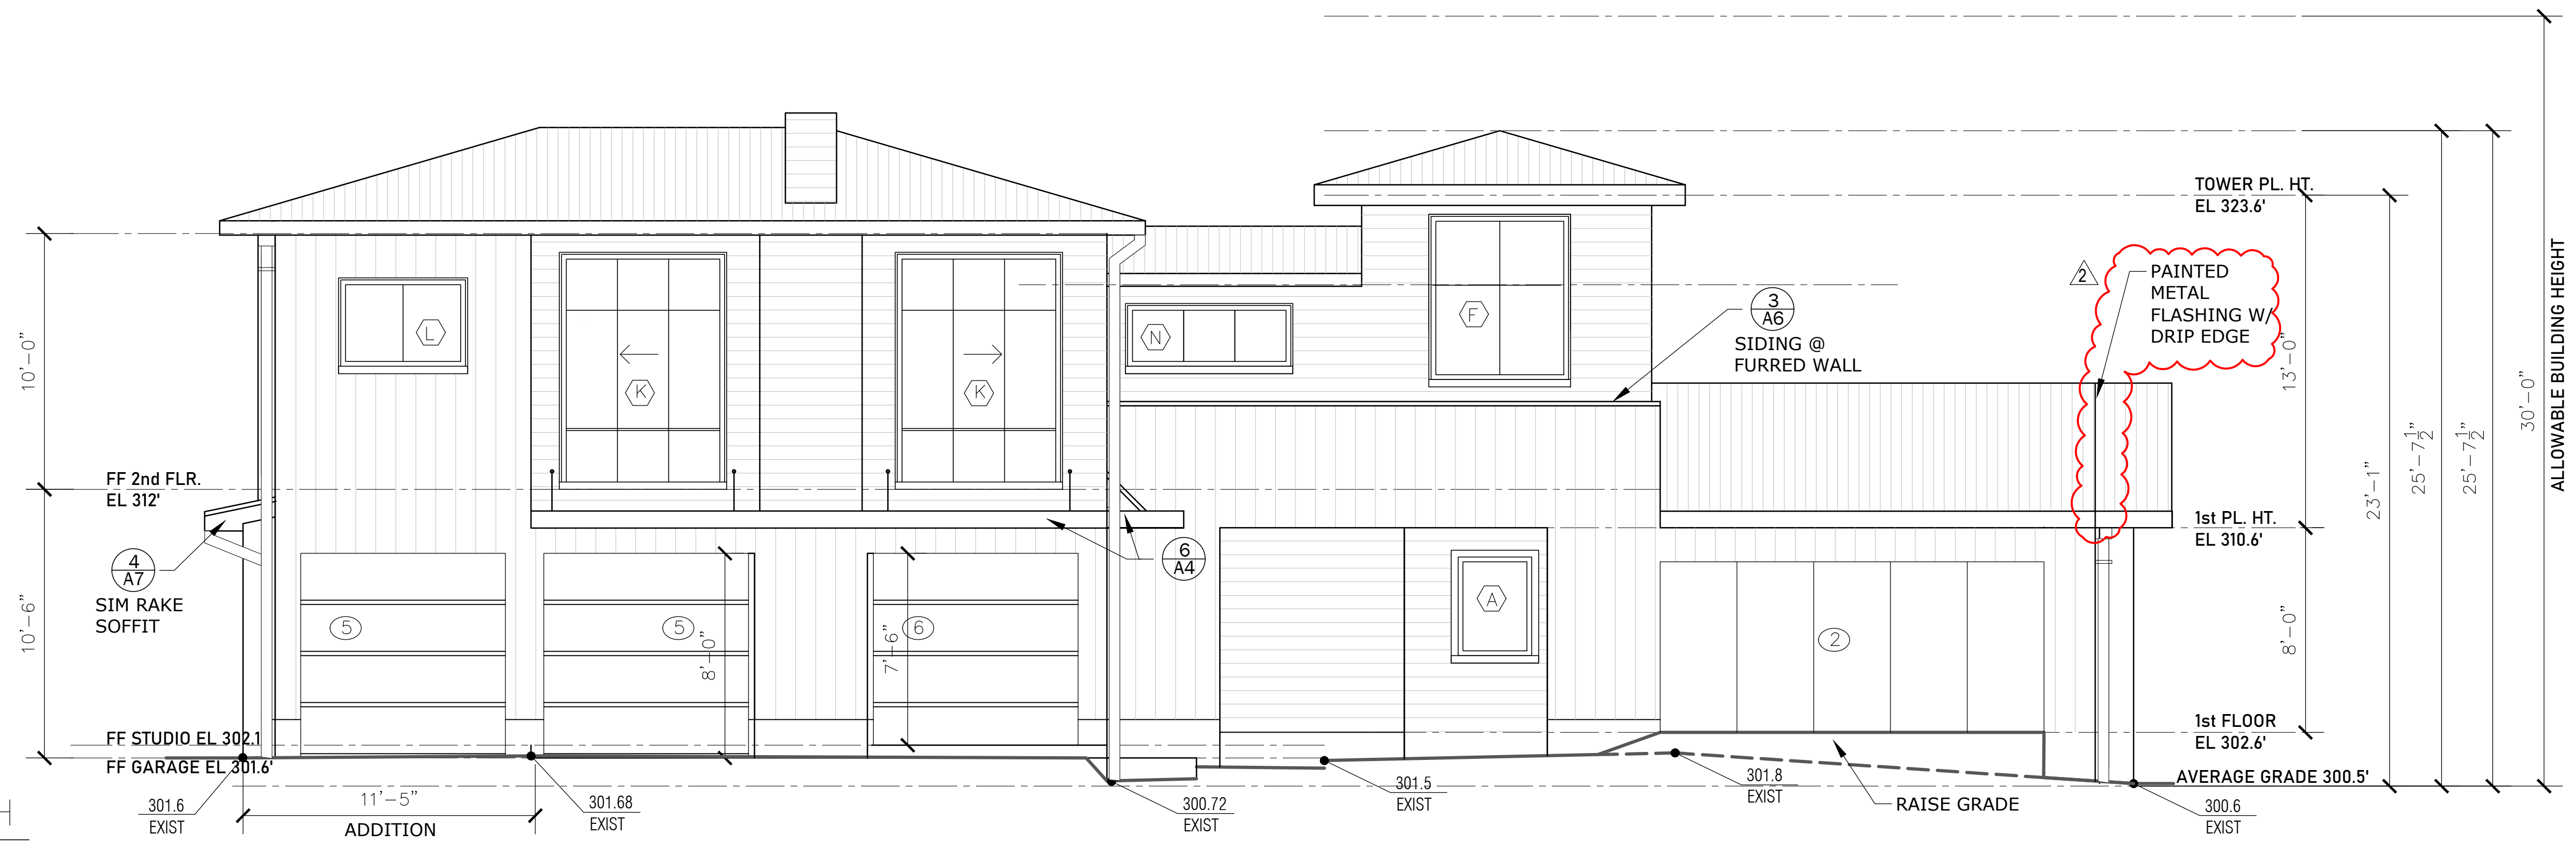 TOWER PL. HT.
EL 323.6'
2
PAINTED
METAL
FLASHING W/
DRIP EDGE
3
A6
SIDING @
FURRED WALL
L
K
K
N
F
10'-0"
13'-0"
30'-0"
ALLOWABLE BUILDING HEIGHT
25'-7 1/2"
25'-7 1/2"
23'-1"
FF 2nd FLR.
EL 312'
1st PL. HT.
EL 310.6'
4
A7
SIM RAKE
SOFFIT
6
A4
10'-6"
5
5
8'-0"
7'-6"
6
A
2
8'-0"
FF STUDIO EL 302.1
FF GARAGE EL 301.6'
1st FLOOR
EL 302.6'
AVERAGE GRADE 300.5'
301.6
EXIST
11'-5"
ADDITION
301.68
EXIST
300.72
EXIST
301.5
EXIST
301.8
EXIST
RAISE GRADE
300.6
EXIST